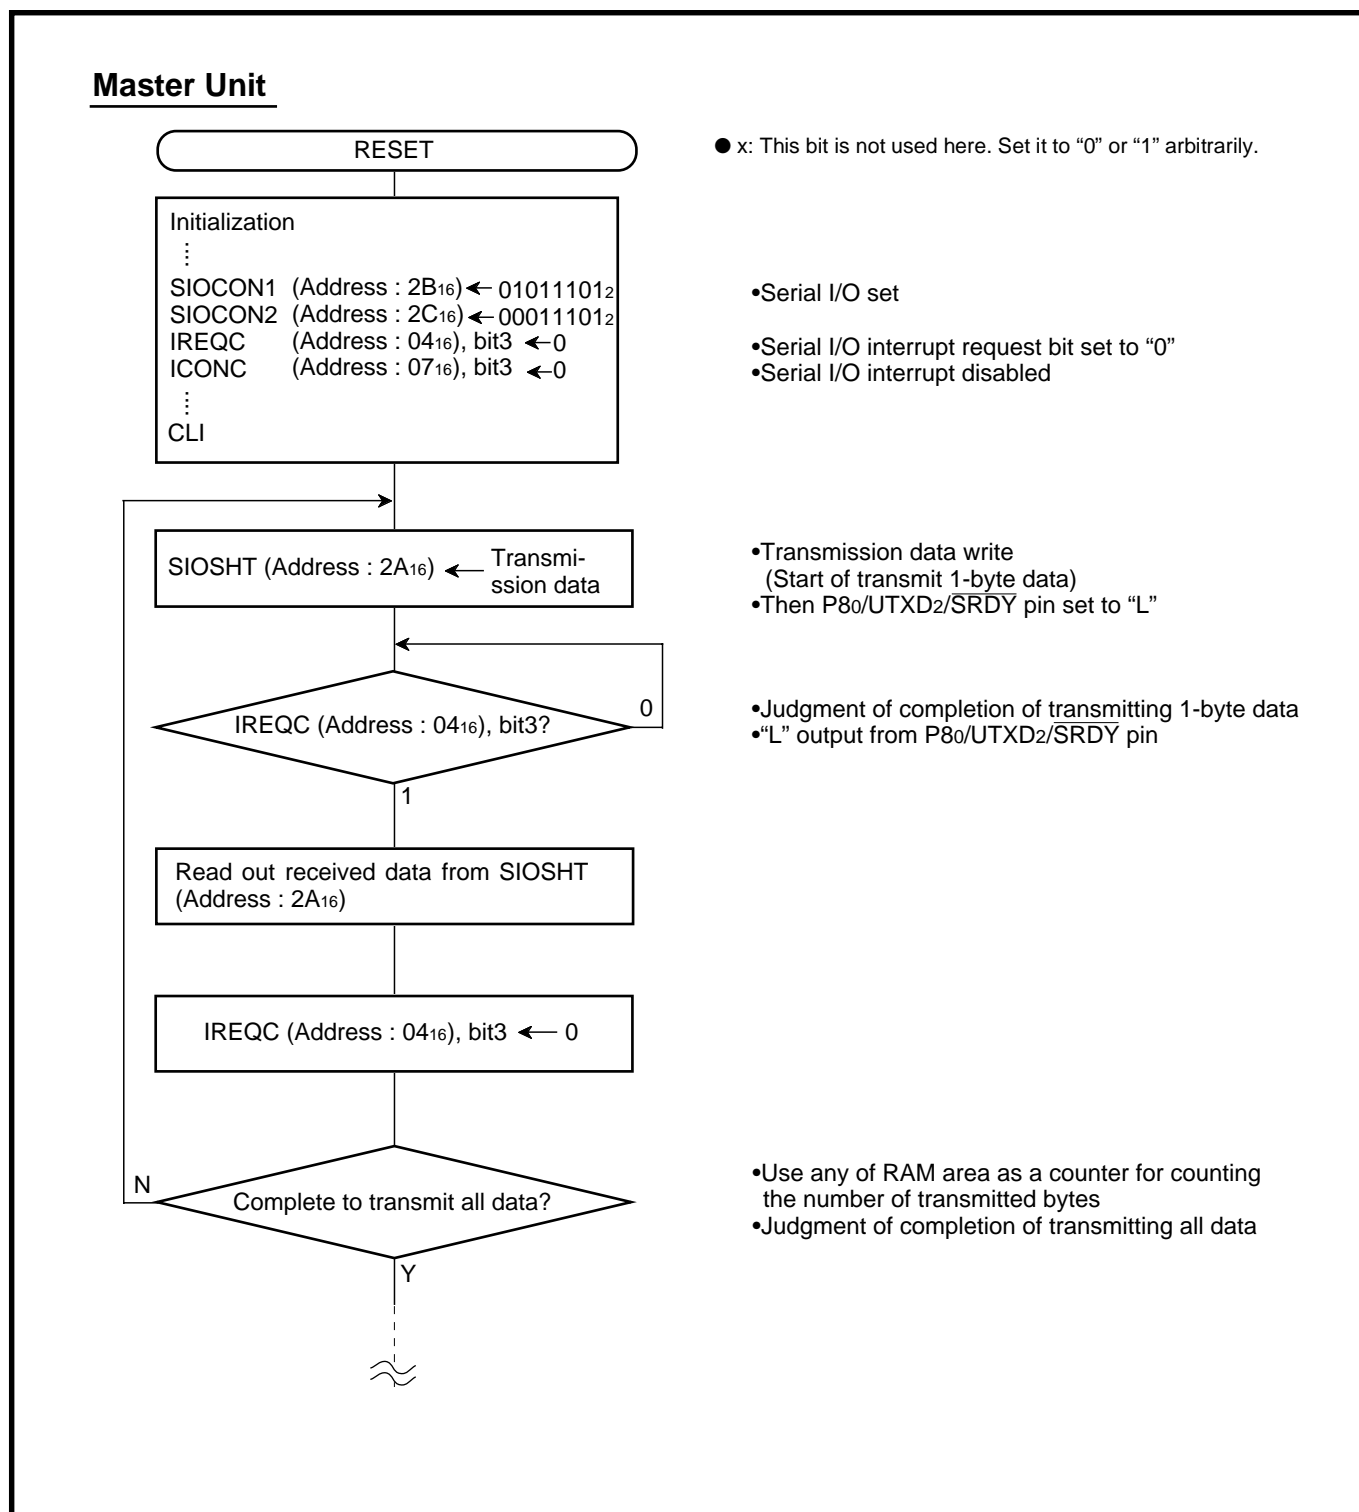 Master Unit
RESET
● x: This bit is not used here. Set it to “0” or “1” arbitrarily.
Initialization
SIOCON1 (Address : 2B16) ← 010111012
•Serial I/O set
SIOCON2 (Address : 2C16) ← 000111012
IREQC (Address : 0416), bit3 ← 0
•Serial I/O interrupt request bit set to “0”
ICONC (Address : 0716), bit3 ← 0
•Serial I/O interrupt disabled
CLI
SIOSHT (Address : 2A16) ← Transmi-
ssion data
•Transmission data write
(Start of transmit 1-byte data)
•Then P80/UTXD2/SRDY pin set to “L”
IREQC (Address : 0416), bit3?
0
1
•Judgment of completion of transmitting 1-byte data
•“L” output from P80/UTXD2/SRDY pin
Read out received data from SIOSHT
(Address : 2A16)
IREQC (Address : 0416), bit3 ← 0
N
Complete to transmit all data?
Y
•Use any of RAM area as a counter for counting
the number of transmitted bytes
•Judgment of completion of transmitting all data